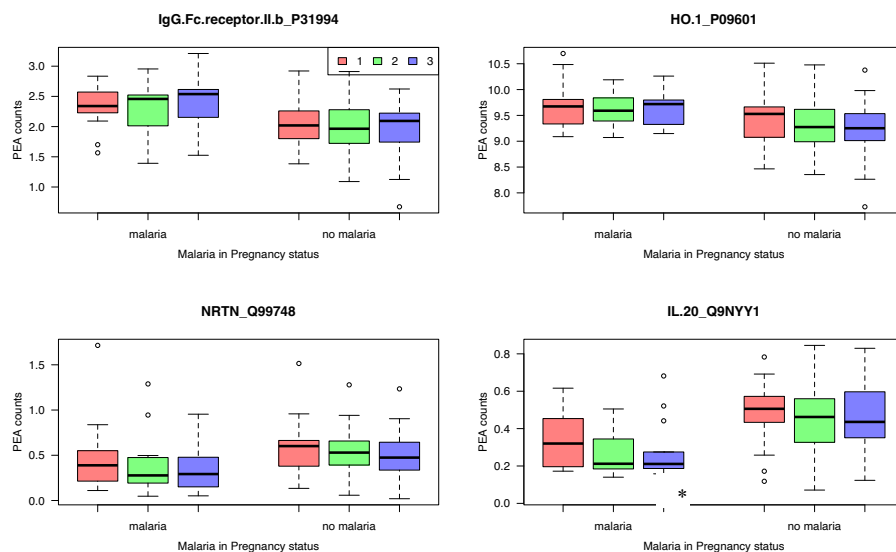 IgG.Fc.receptor.II.b_P31994
PEA counts
3.0
2.5
2.0
1.5
1.0
1 2 3
malaria no malaria
Malaria in Pregnancy status
HO.1_P09601
PEA counts
10.5
10.0
9.5
9.0
8.5
8.0
malaria no malaria
Malaria in Pregnancy status
NRTN_Q99748
PEA counts
1.5
1.0
0.5
0.0
malaria no malaria
Malaria in Pregnancy status
IL.20_Q9NYY1
PEA counts
0.8
0.6
0.4
0.2
0.0
*
malaria no malaria
Malaria in Pregnancy status